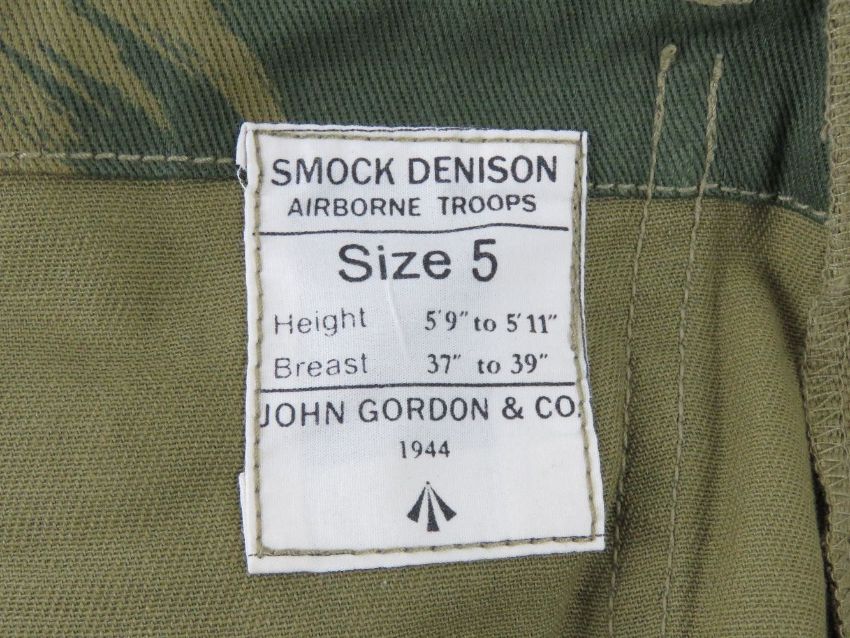 SMOCK DENISON
AIRBORNE TROOPS
Size 5
Height 5'9" to 5'11"
Breast 37" to 39"
JOHN GORDON & CO.
1944